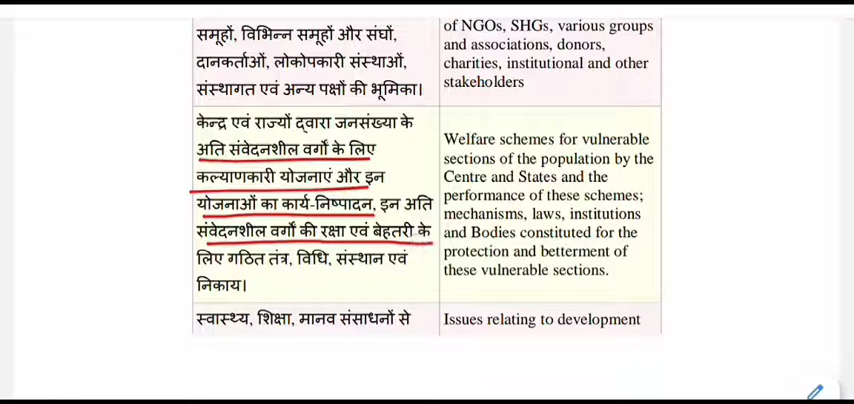 समूहों, विभिन्न समूहों और संघों,
दानकर्ताओं, लोकोपकारी संस्थाओं,
संस्थागत एवं अन्य पक्षों की भूमिका।
of NGOs, SHGs, various groups
and associations, donors,
charities, institutional and other
stakeholders
केन्द्र एवं राज्यों द्वारा जनसंख्या के
अति संवेदनशील वर्गों के लिए
कल्याणकारी योजनाएं और इन
योजनाओं का कार्य-निष्पादन, इन अति
संवेदनशील वर्गों की रक्षा एवं बेहतरी के
लिए गठित तंत्र, विधि, संस्थान एवं
निकाय।
Welfare schemes for vulnerable
sections of the population by the
Centre and States and the
performance of these schemes;
mechanisms, laws, institutions
and Bodies constituted for the
protection and betterment of
these vulnerable sections.
स्वास्थ्य, शिक्षा, मानव संसाधनों से
Issues relating to development